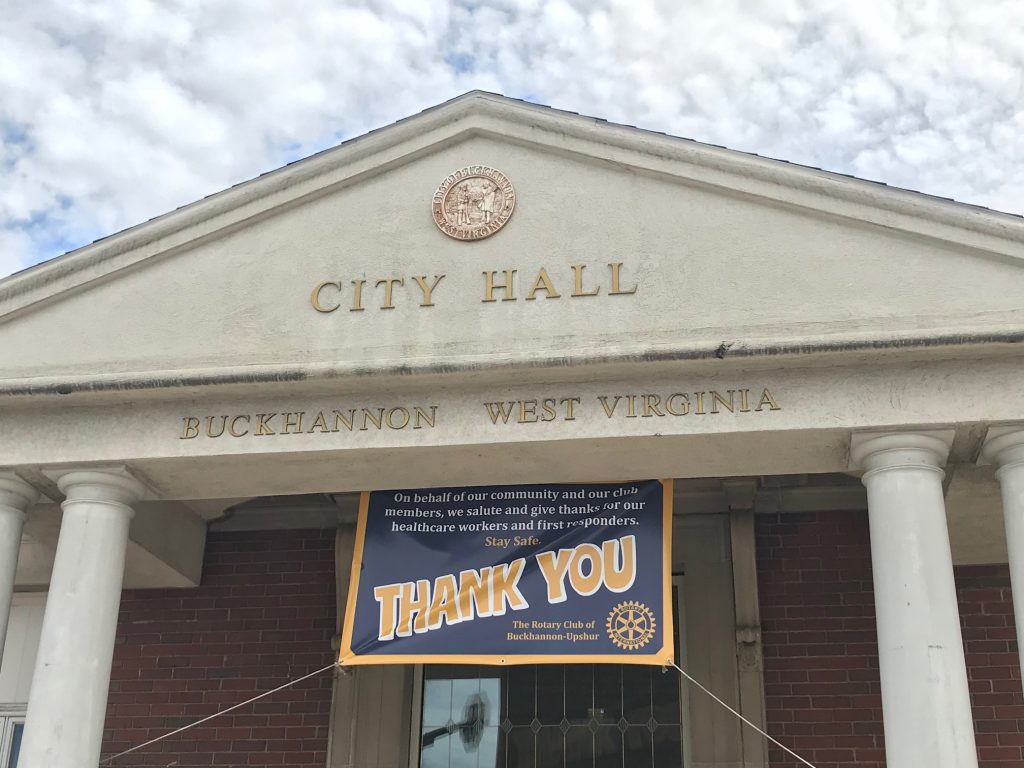 CITY HALL
BUCKHANNON WEST VIRGINIA
On behalf of our community and our club
members, we salute and give thanks for our
healthcare workers and first responders.
Stay Safe.
THANK YOU
The Rotary Club of
Buckhannon-Upshur